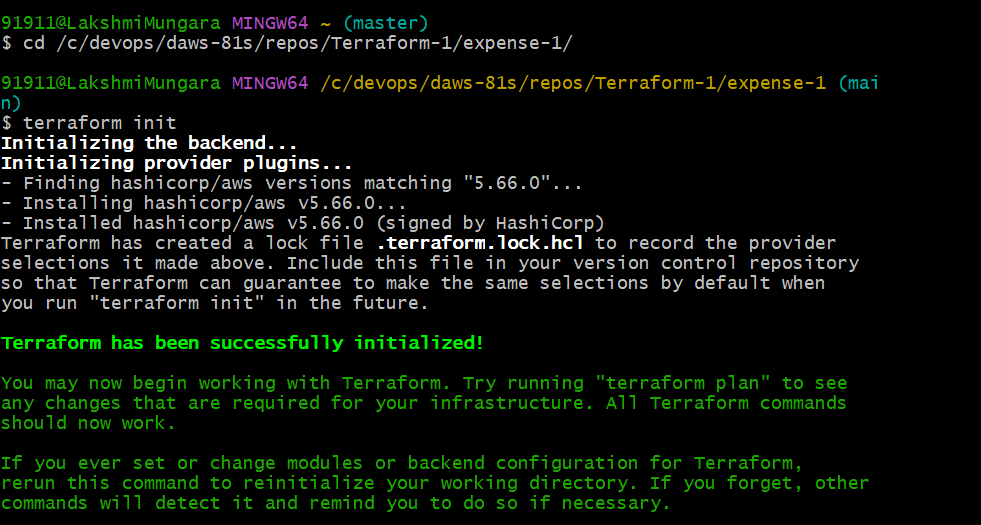 91911@LakshmiMungara MINGW64 ~ (master)
$ cd /c/devops/daws-81s/repos/Terraform-1/expense-1/
91911@LakshmiMungara MINGW64 /c/devops/daws-81s/repos/Terraform-1/expense-1 (mai
n)
$ terraform init
Initializing the backend...
Initializing provider plugins...
- Finding hashicorp/aws versions matching "5.66.0"...
- Installing hashicorp/aws v5.66.0...
- Installed hashicorp/aws v5.66.0 (signed by HashiCorp)
Terraform has created a lock file .terraform.lock.hcl to record the provider
selections it made above. Include this file in your version control repository
so that Terraform can guarantee to make the same selections by default when
you run "terraform init" in the future.
Terraform has been successfully initialized!
You may now begin working with Terraform. Try running "terraform plan" to see
any changes that are required for your infrastructure. All Terraform commands
should now work.
If you ever set or change modules or backend configuration for Terraform,
rerun this command to reinitialize your working directory. If you forget, other
commands will detect it and remind you to do so if necessary.